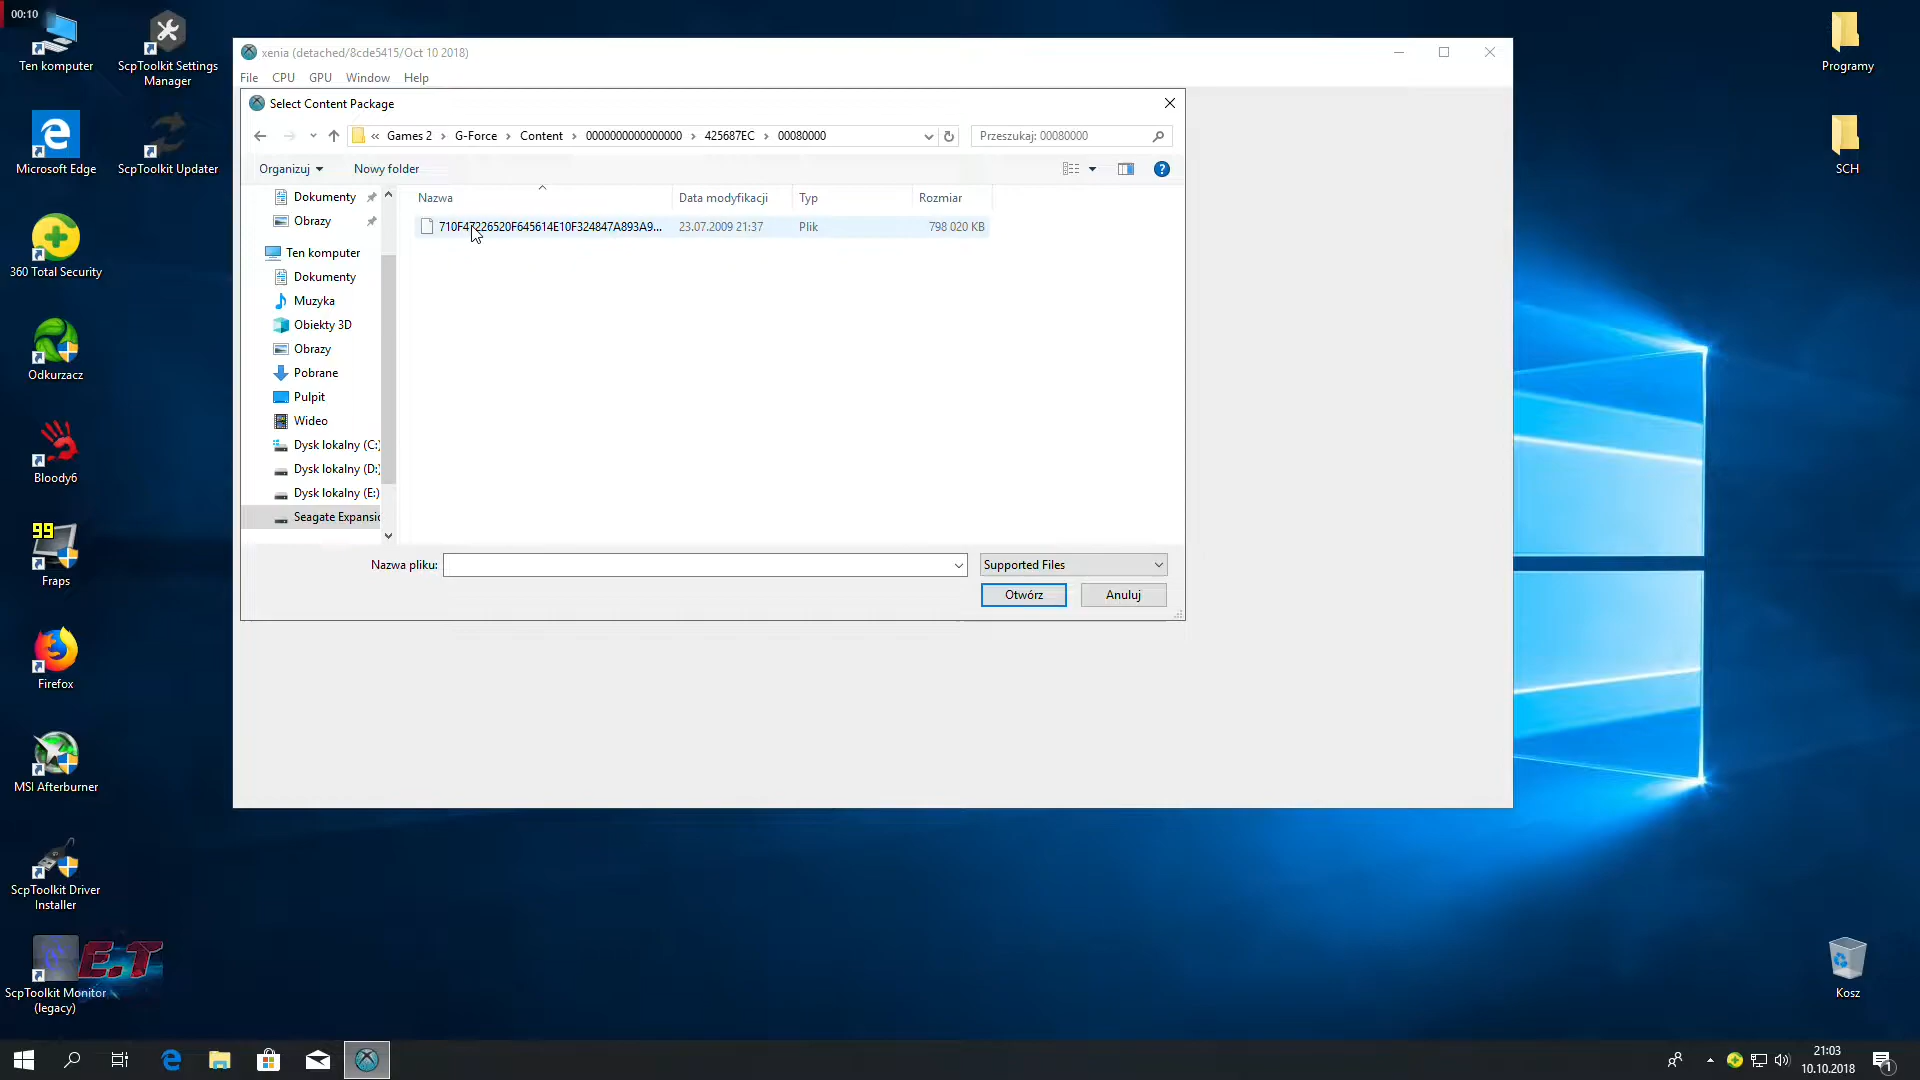 00:10
Ten komputer
ScpToolkit Settings
Manager
Microsoft Edge
ScpToolkit Updater
360 Total Security
Odkurzacz
Bloody6
99
Fraps
Firefox
MSI Afterburner
ScpToolkit Driver
Installer
E.T
ScpToolkit Monitor
(legacy)
xenia (detached/8cde5415/Oct 10 2018)
File CPU GPU Window Help
Select Content Package
« Games 2 › G-Force › Content › 0000000000000000 › 425687EC › 00080000
Przeszukaj: 00080000
Organizuj Nowy folder
Nazwa Data modyfikacji Typ Rozmiar
710F47226520F645614E10F324847A893A9... 23.07.2009 21:37 Plik 798 020 KB
Dokumenty
Obrazy
Ten komputer
Dokumenty
Muzyka
Obiekty 3D
Obrazy
Pobrane
Pulpit
Wideo
Dysk lokalny (C:)
Dysk lokalny (D:)
Dysk lokalny (E:)
Seagate Expansio
Nazwa pliku: Supported Files
Otwórz Anuluj
Programy
SCH
Kosz
21:03
10.10.2018
1